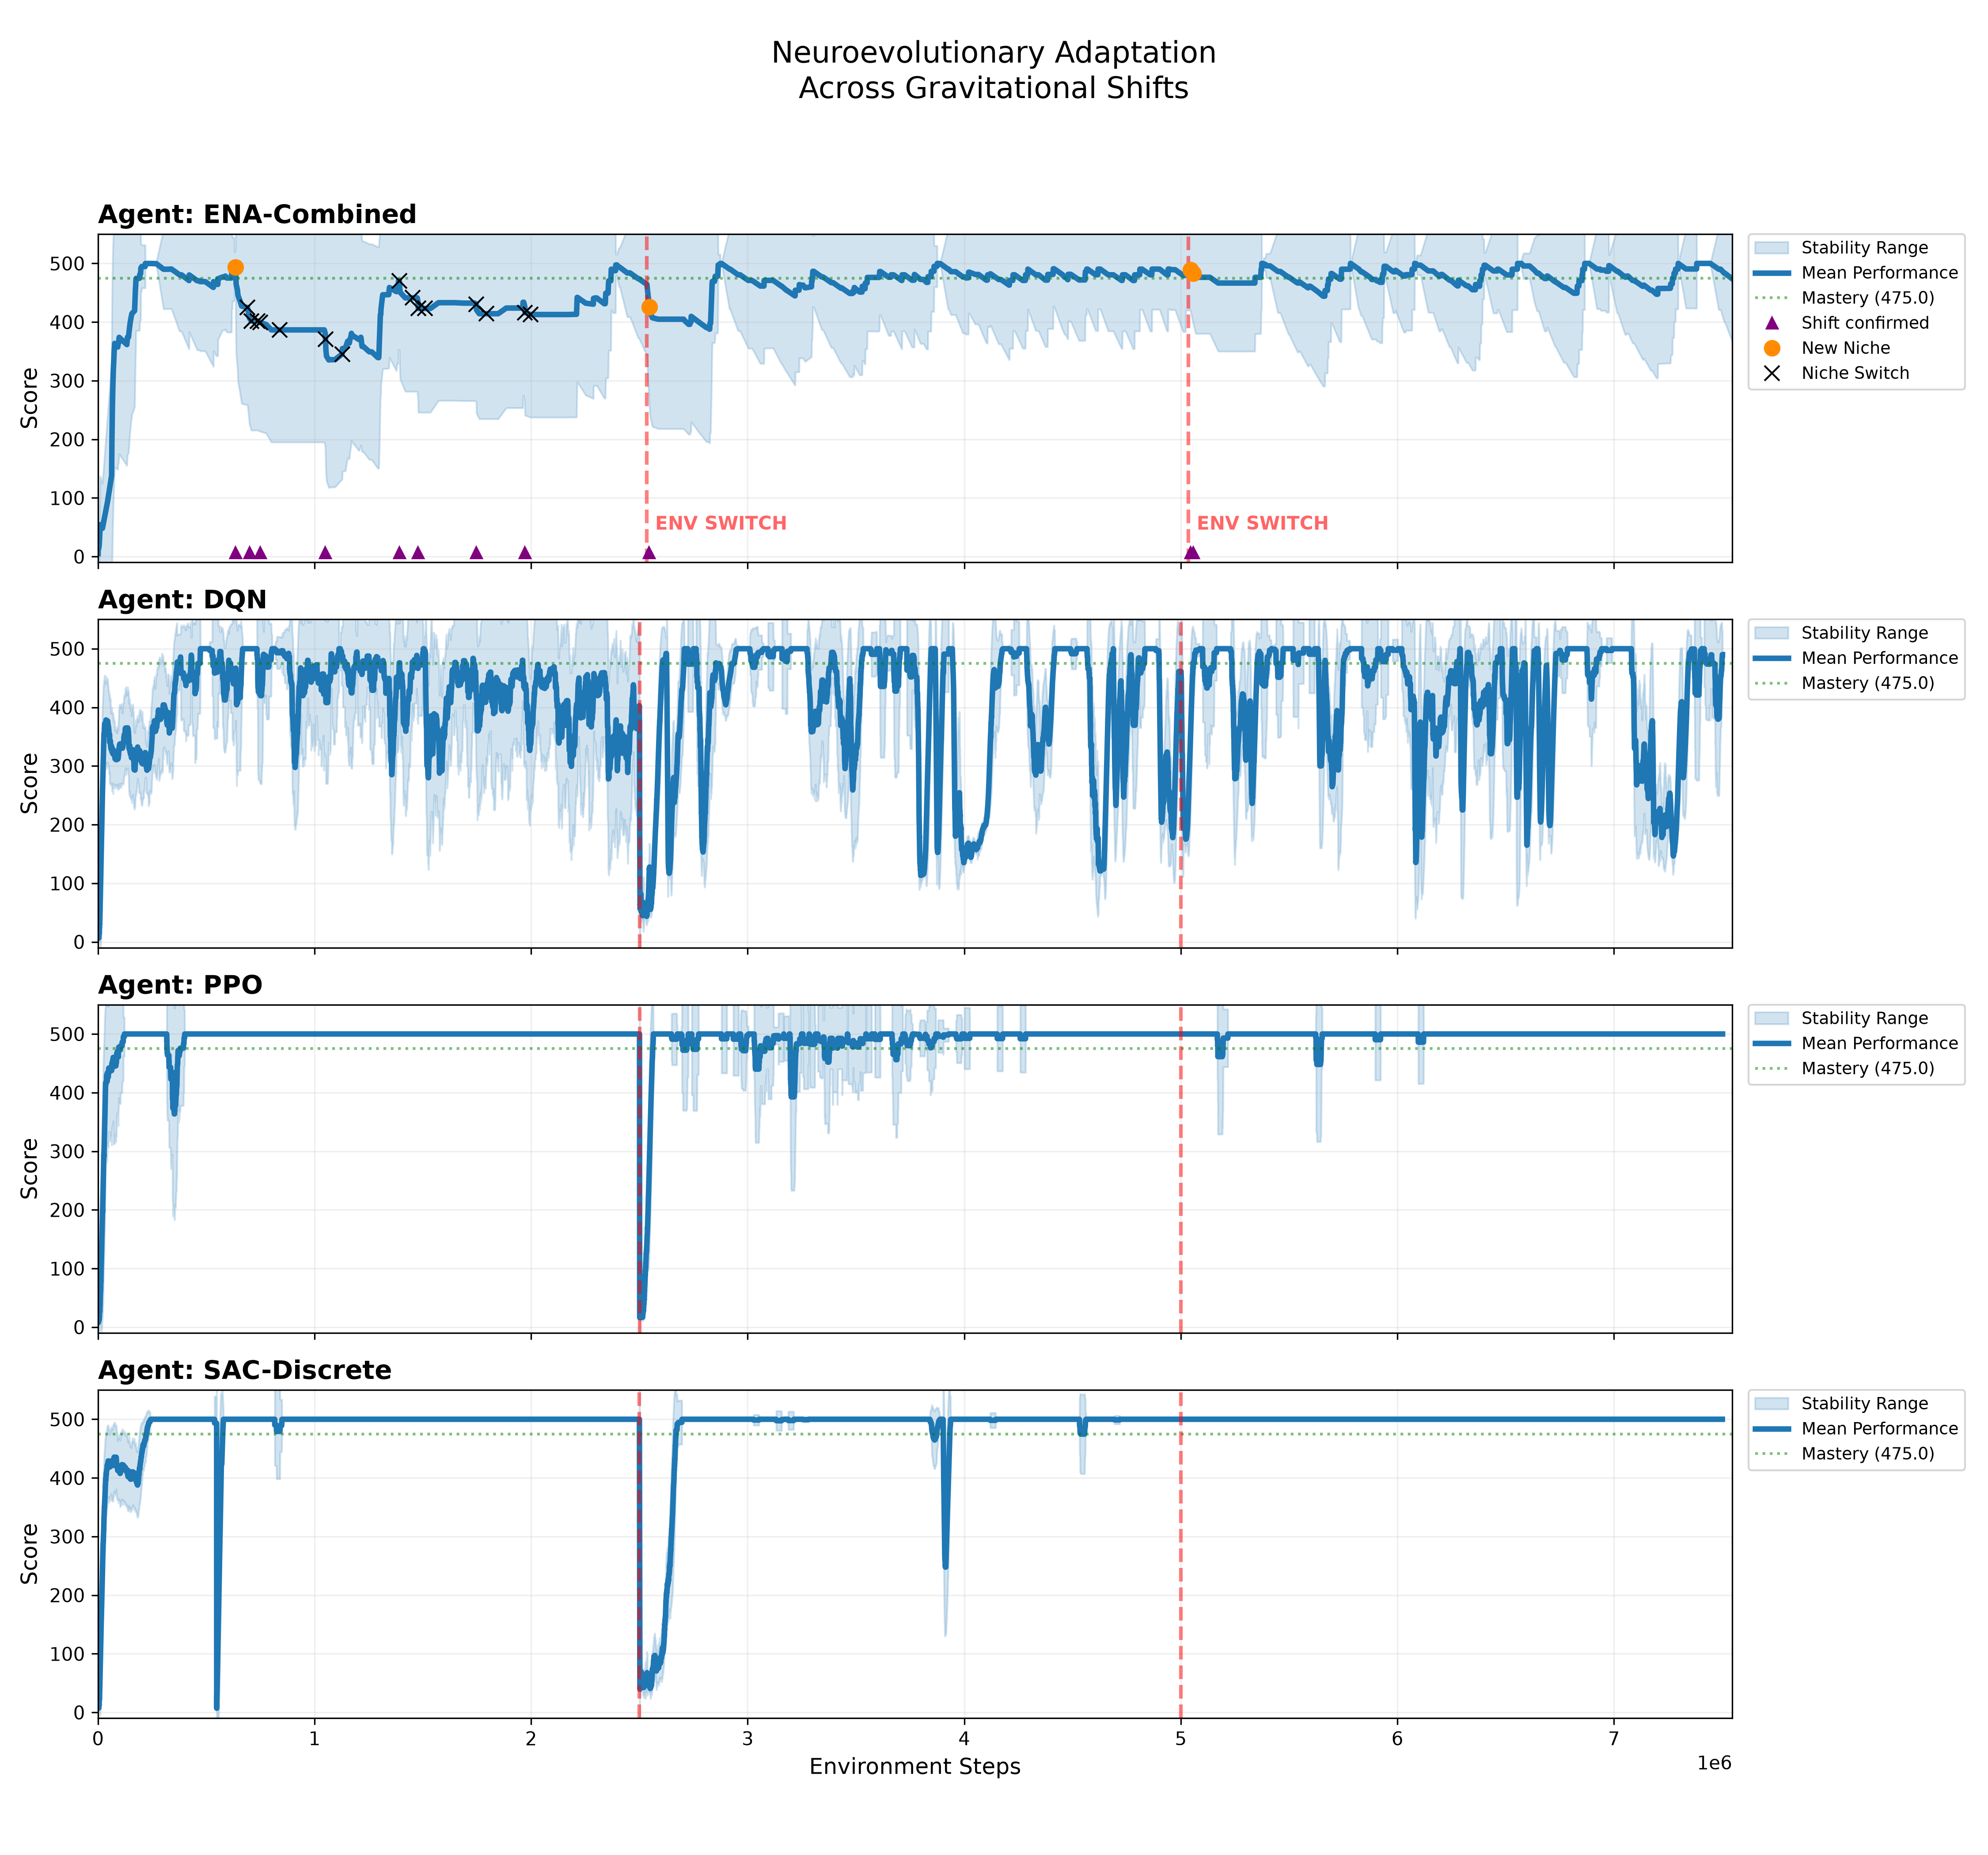 Neuroevolutionary Adaptation
Across Gravitational Shifts
Agent: ENA-Combined
Score
500
400
300
200
100
0
ENV SWITCH
ENV SWITCH
Stability Range
Mean Performance
Mastery (475.0)
Shift confirmed
New Niche
Niche Switch
Agent: DQN
Score
500
400
300
200
100
0
Stability Range
Mean Performance
Mastery (475.0)
Agent: PPO
Score
500
400
300
200
100
0
Stability Range
Mean Performance
Mastery (475.0)
Agent: SAC-Discrete
Score
500
400
300
200
100
0
Stability Range
Mean Performance
Mastery (475.0)
0 1 2 3 4 5 6 7
1e6
Environment Steps